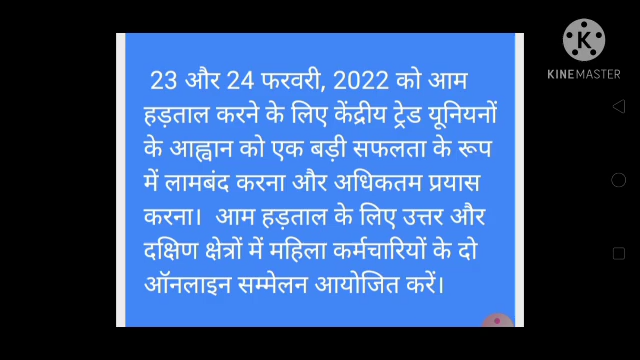 KINEMASTER
23 और 24 फरवरी, 2022 को आम
हड़ताल करने के लिए केंद्रीय ट्रेड यूनियनों
के आह्वान को एक बड़ी सफलता के रूप
में लामबंद करना और अधिकतम प्रयास
करना। आम हड़ताल के लिए उत्तर और
दक्षिण क्षेत्रों में महिला कर्मचारियों के दो
ऑनलाइन सम्मेलन आयोजित करें।